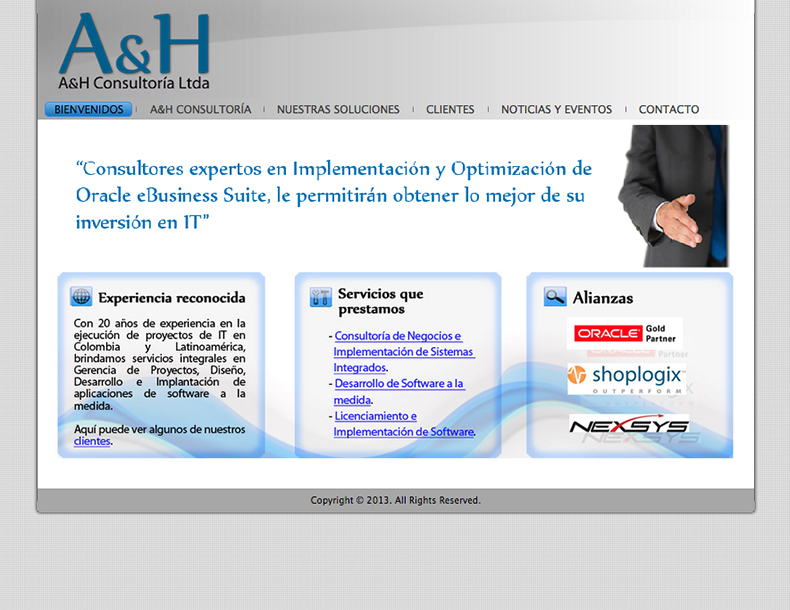 A&H
A&H Consultoría Ltda
BIENVENIDOS A&H CONSULTORÍA NUESTRAS SOLUCIONES CLIENTES NOTICIAS Y EVENTOS CONTACTO
“Consultores expertos en Implementación y Optimización de
Oracle eBusiness Suite, le permitirán obtener lo mejor de su
inversión en IT”
Experiencia reconocida
Con 20 años de experiencia en la
ejecución de proyectos de IT en
Colombia y Latinoamérica,
brindamos servicios integrales en
Gerencia de Proyectos, Diseño,
Desarrollo e Implantación de
aplicaciones de software a la
medida.
Aquí puede ver algunos de nuestros
clientes.
Servicios que
prestamos
- Consultoría de Negocios e
Implementación de Sistemas
Integrados.
- Desarrollo de Software a la
medida.
- Licenciamiento e
Implementación de Software.
Alianzas
ORACLE Gold
Partner
shoplogix
OUTPERFORM
NEXSYS
Copyright © 2013. All Rights Reserved.